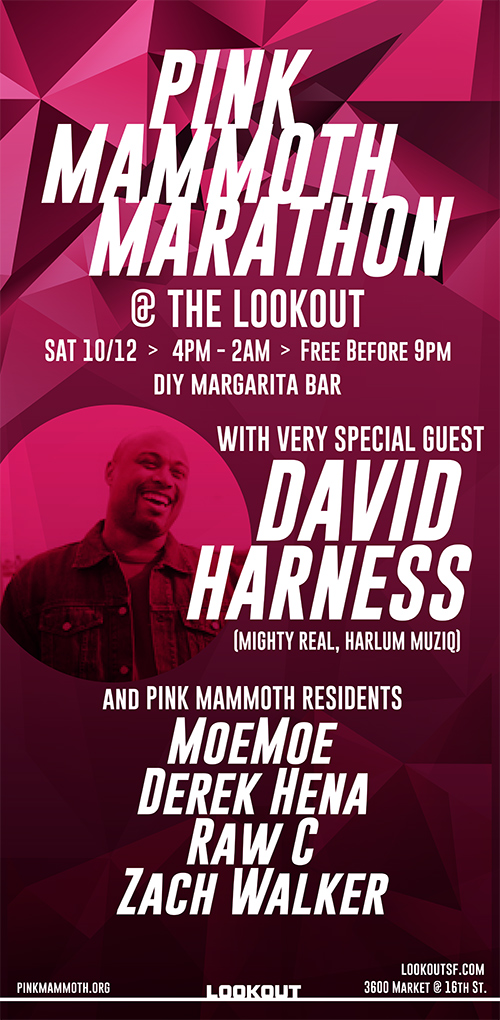 PINK
MAMMOTH
MARATHON
@ THE LOOKOUT
SAT 10/12 > 4PM - 2AM > FREE BEFORE 9PM
DIY MARGARITA BAR
WITH VERY SPECIAL GUEST
DAVID
HARNESS
(MIGHTY REAL, HARLUM MUZIQ)
AND PINK MAMMOTH RESIDENTS
MOEMOE
DEREK HENA
RAW C
ZACH WALKER
LOOKOUTSF.COM
PINKMAMMOTH.ORG
LOOKOUT
3600 MARKET @ 16TH ST.